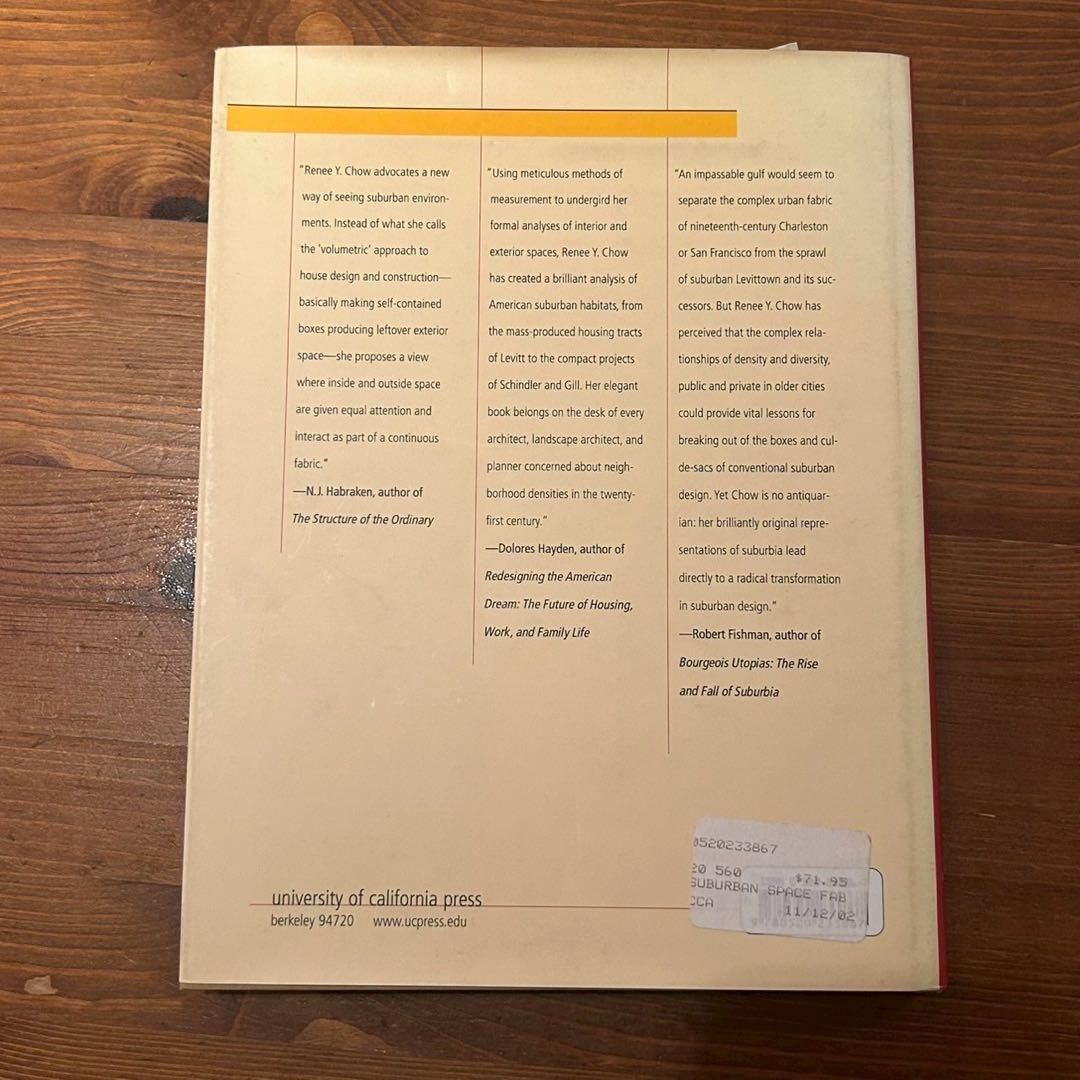 "Renee Y. Chow advocates a new
way of seeing suburban environ-
ments. Instead of what she calls
the 'volumetric' approach to
house design and construction—
basically making self-contained
boxes producing leftover exterior
space—she proposes a view
where inside and outside space
are given equal attention and
interact as part of a continuous
fabric."
—N.J. Habraken, author of
The Structure of the Ordinary
"Using meticulous methods of
measurement to undergird her
formal analyses of interior and
exterior spaces, Renee Y. Chow
has created a brilliant analysis of
American suburban habitats, from
the mass-produced housing tracts
of Levitt to the compact projects
of Schindler and Gill. Her elegant
book belongs on the desk of every
architect, landscape architect, and
planner concerned about neigh-
borhood densities in the twenty-
first century."
—Dolores Hayden, author of
Redesigning the American
Dream: The Future of Housing,
Work, and Family Life
"An impassable gulf would seem to
separate the complex urban fabric
of nineteenth-century Charleston
or San Francisco from the sprawl
of suburban Levittown and its suc-
cessors. But Renee Y. Chow has
perceived that the complex rela-
tionships of density and diversity,
public and private in older cities
could provide vital lessons for
breaking out of the boxes and cul-
de-sacs of conventional suburban
design. Yet Chow is no antiquar-
ian: her brilliantly original repre-
sentations of suburbia lead
directly to a radical transformation
in suburban design."
—Robert Fishman, author of
Bourgeois Utopias: The Rise
and Fall of Suburbia
university of california press
berkeley 94720 www.ucpress.edu
0520233867
20 560 $71.95
SUBURBAN SPACE FAB
CCA 11/12/02